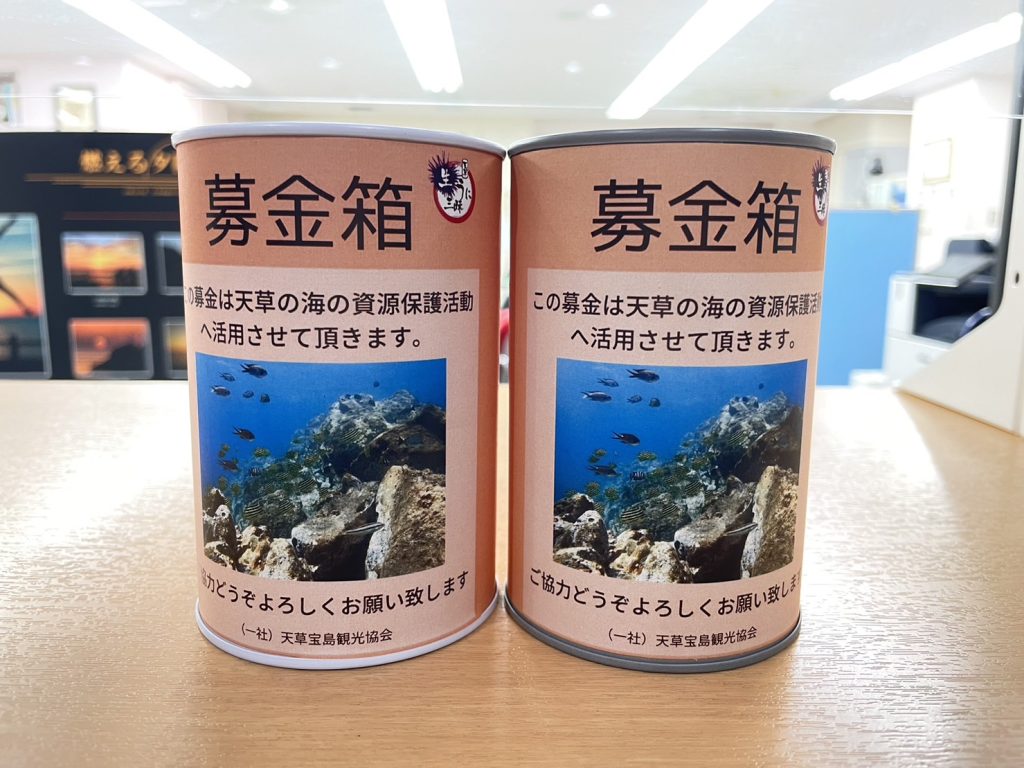 募金箱
この募金は天草の海の資源保護活動
へ活用させて頂きます。
協力どうぞよろしくお願い致します
（一社）天草宝島観光協会
募金箱
この募金は天草の海の資源保護活
へ活用させて頂きます。
ご協力どうぞよろしくお願い致しま
（一社）天草宝島観光協会
燃える夕